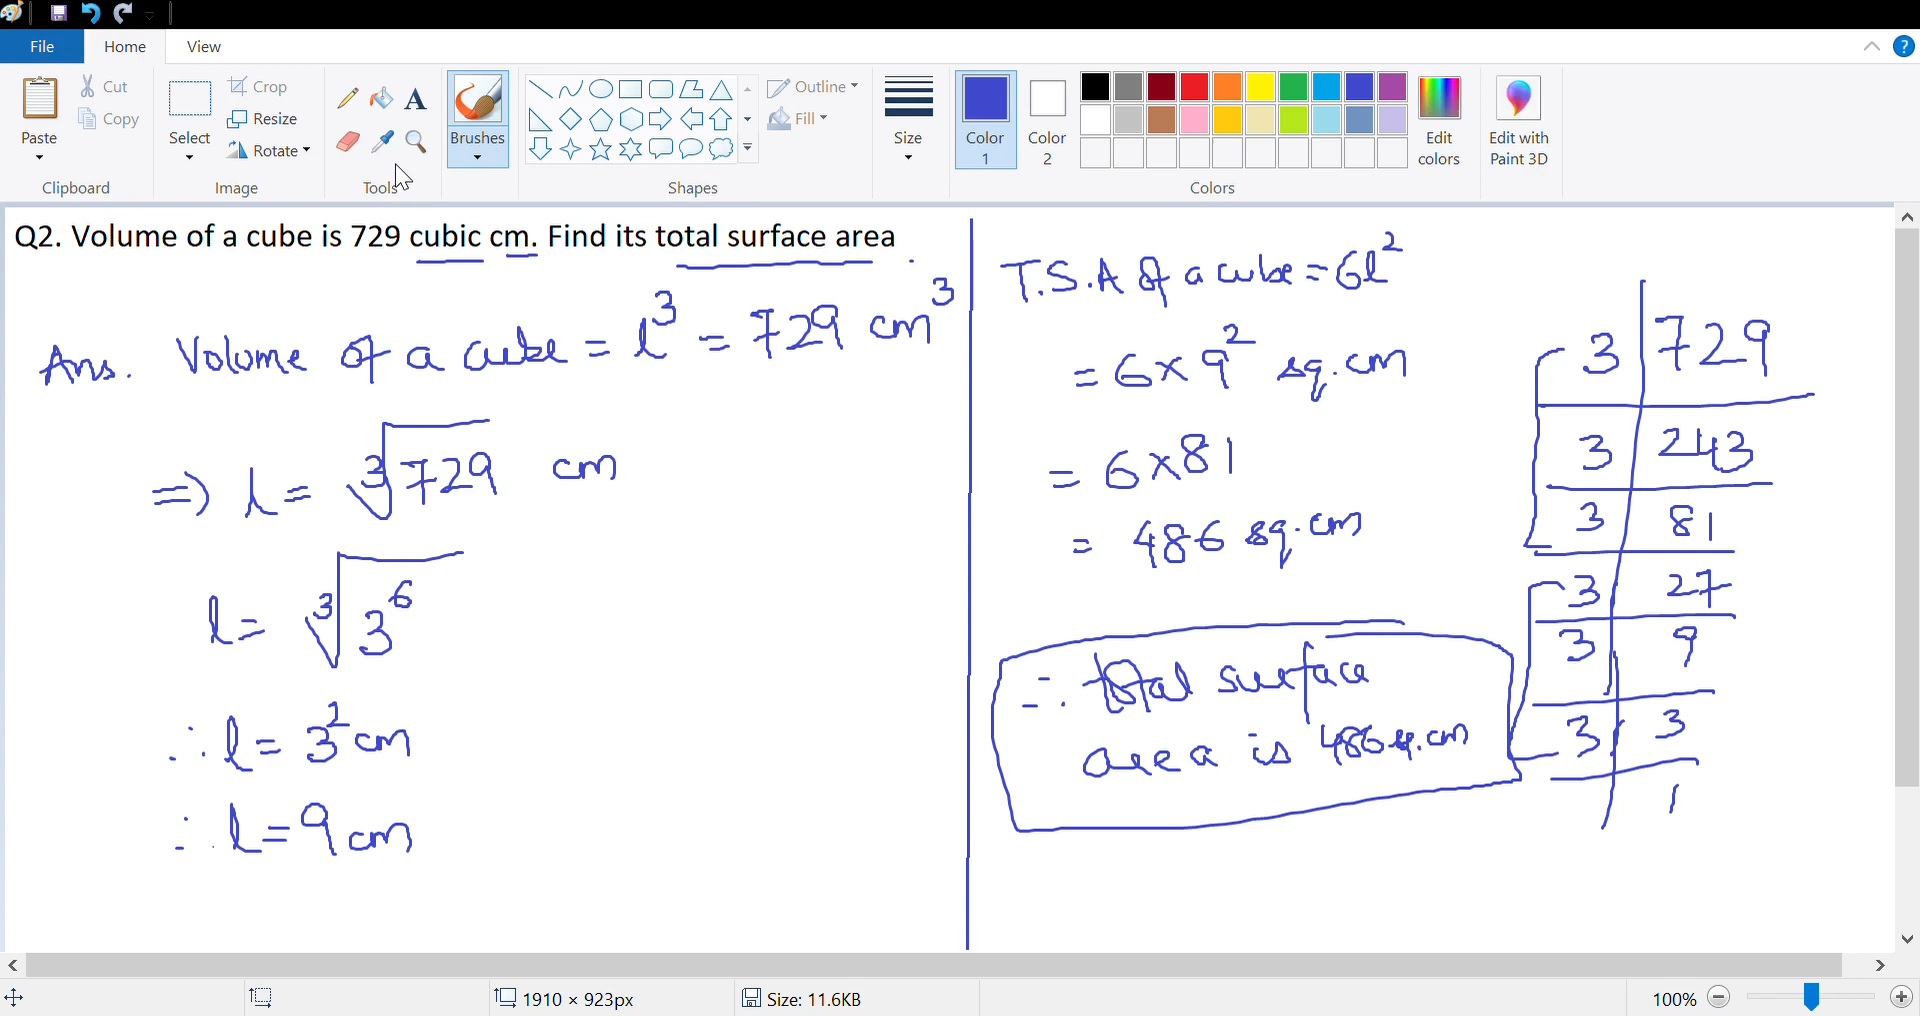 File Home View
Paste
Cut
Copy
Clipboard
Select
Crop
Resize
Rotate
Image
A
Tools
Brushes
Shapes
Outline
Fill
Size
Color 1
Color 2
Colors
Edit colors
Edit with Paint 3D
?
Q2. Volume of a cube is 729 cubic cm. Find its total surface area
Ans. Volume of a cube = l³ = 729 cm³
⇒ l = ∛729 cm
l = ∛3⁶
∴ l = 3² cm
∴ l = 9 cm
T.S.A of a cube = 6l²
= 6 × 9² sq. cm
= 6 × 81
= 486 sq. cm
∴ total surface
area is 486 sq. cm
3 | 729
3 | 243
3 | 81
3 | 27
3 | 9
3 | 3
1
1910 × 923px
Size: 11.6KB
100%